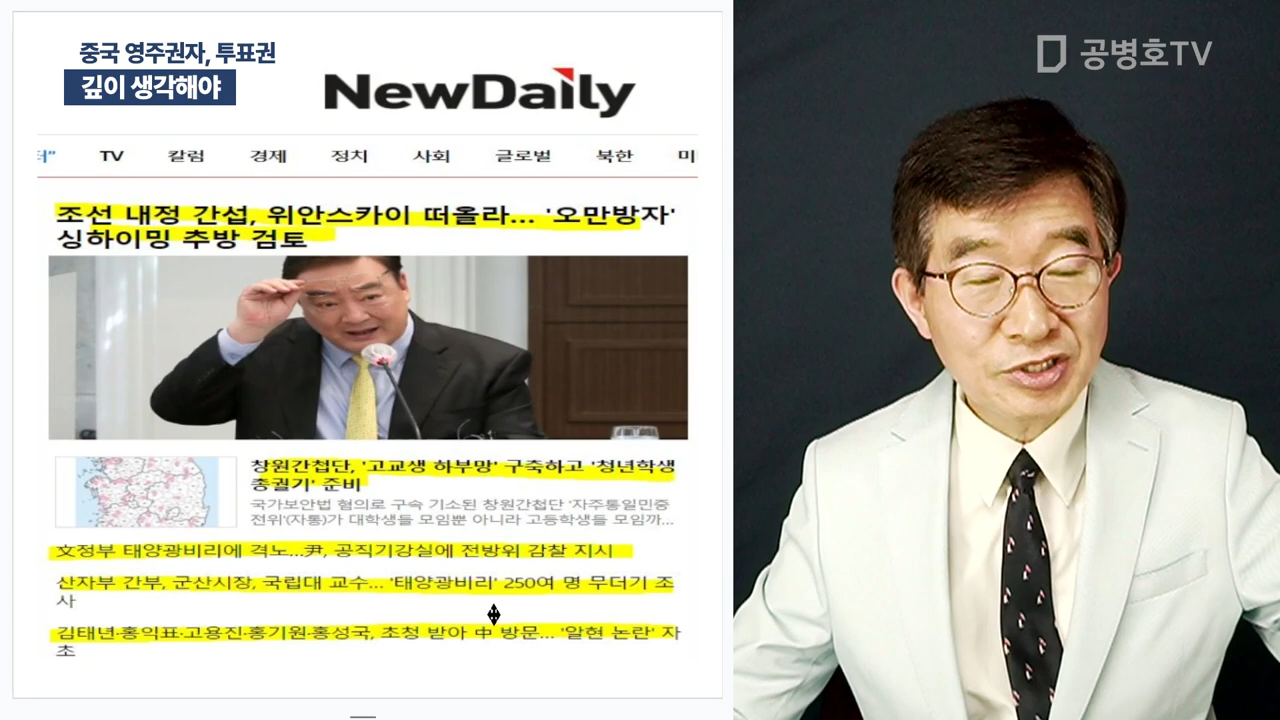 중국 영주권자, 투표권
깊이 생각해야
공병호TV
NewDaily
터"
TV 칼럼 경제 정치 사회 글로벌 북한 미
조선 내정 간섭, 위안스카이 떠올라... '오만방자'
싱하이밍 추방 검토
창원간첩단, '고교생 하부망' 구축하고 '청년학생
총궐기' 준비
국가보안법 혐의로 구속 기소된 창원간첩단 '자주통일민중
전위'(자통)가 대학생들 모임뿐 아니라 고등학생들 모임까...
文정부 태양광비리에 격노...尹, 공직기강실에 전방위 감찰 지시
산자부 간부, 군산시장, 국립대 교수... '태양광비리' 250여 명 무더기 조
사
김태년·홍익표·고용진·홍기원·홍성국, 초청 받아 中 방문... '알현 논란' 자
초